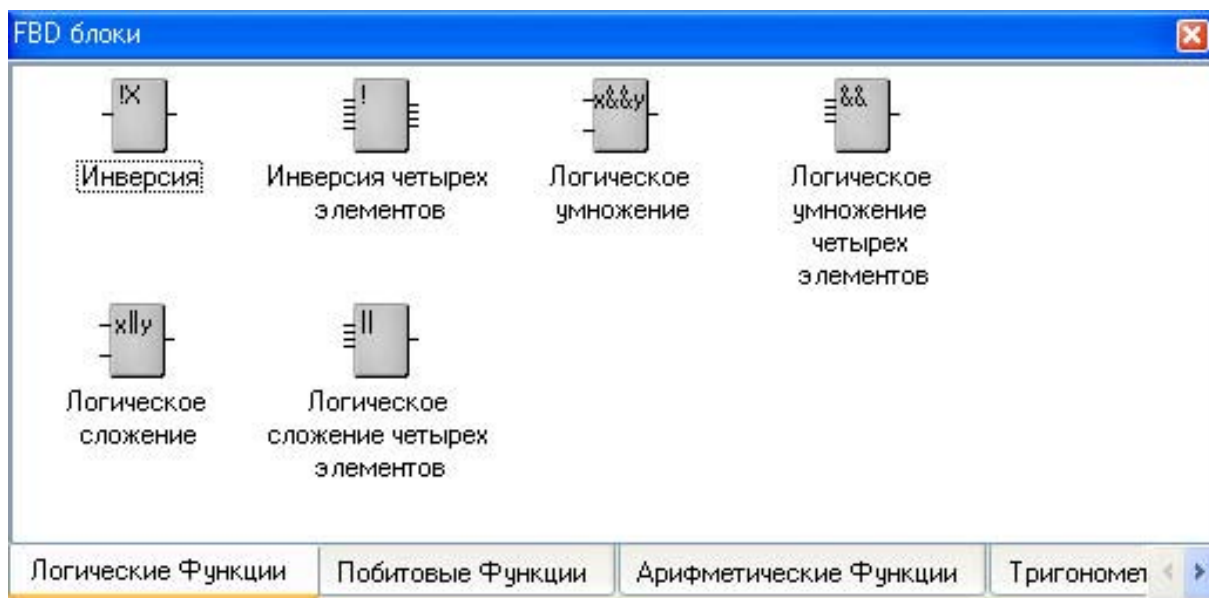 FBD блоки
!X
!
x&&y
&&
Инверсия
Инверсия четырех
элементов
Логическое
умножение
Логическое
умножение
четырех
элементов
x||y
||
Логическое
сложение
Логическое
сложение четырех
элементов
Логические Функции
Побитовые Функции
Арифметические Функции
Тригономет